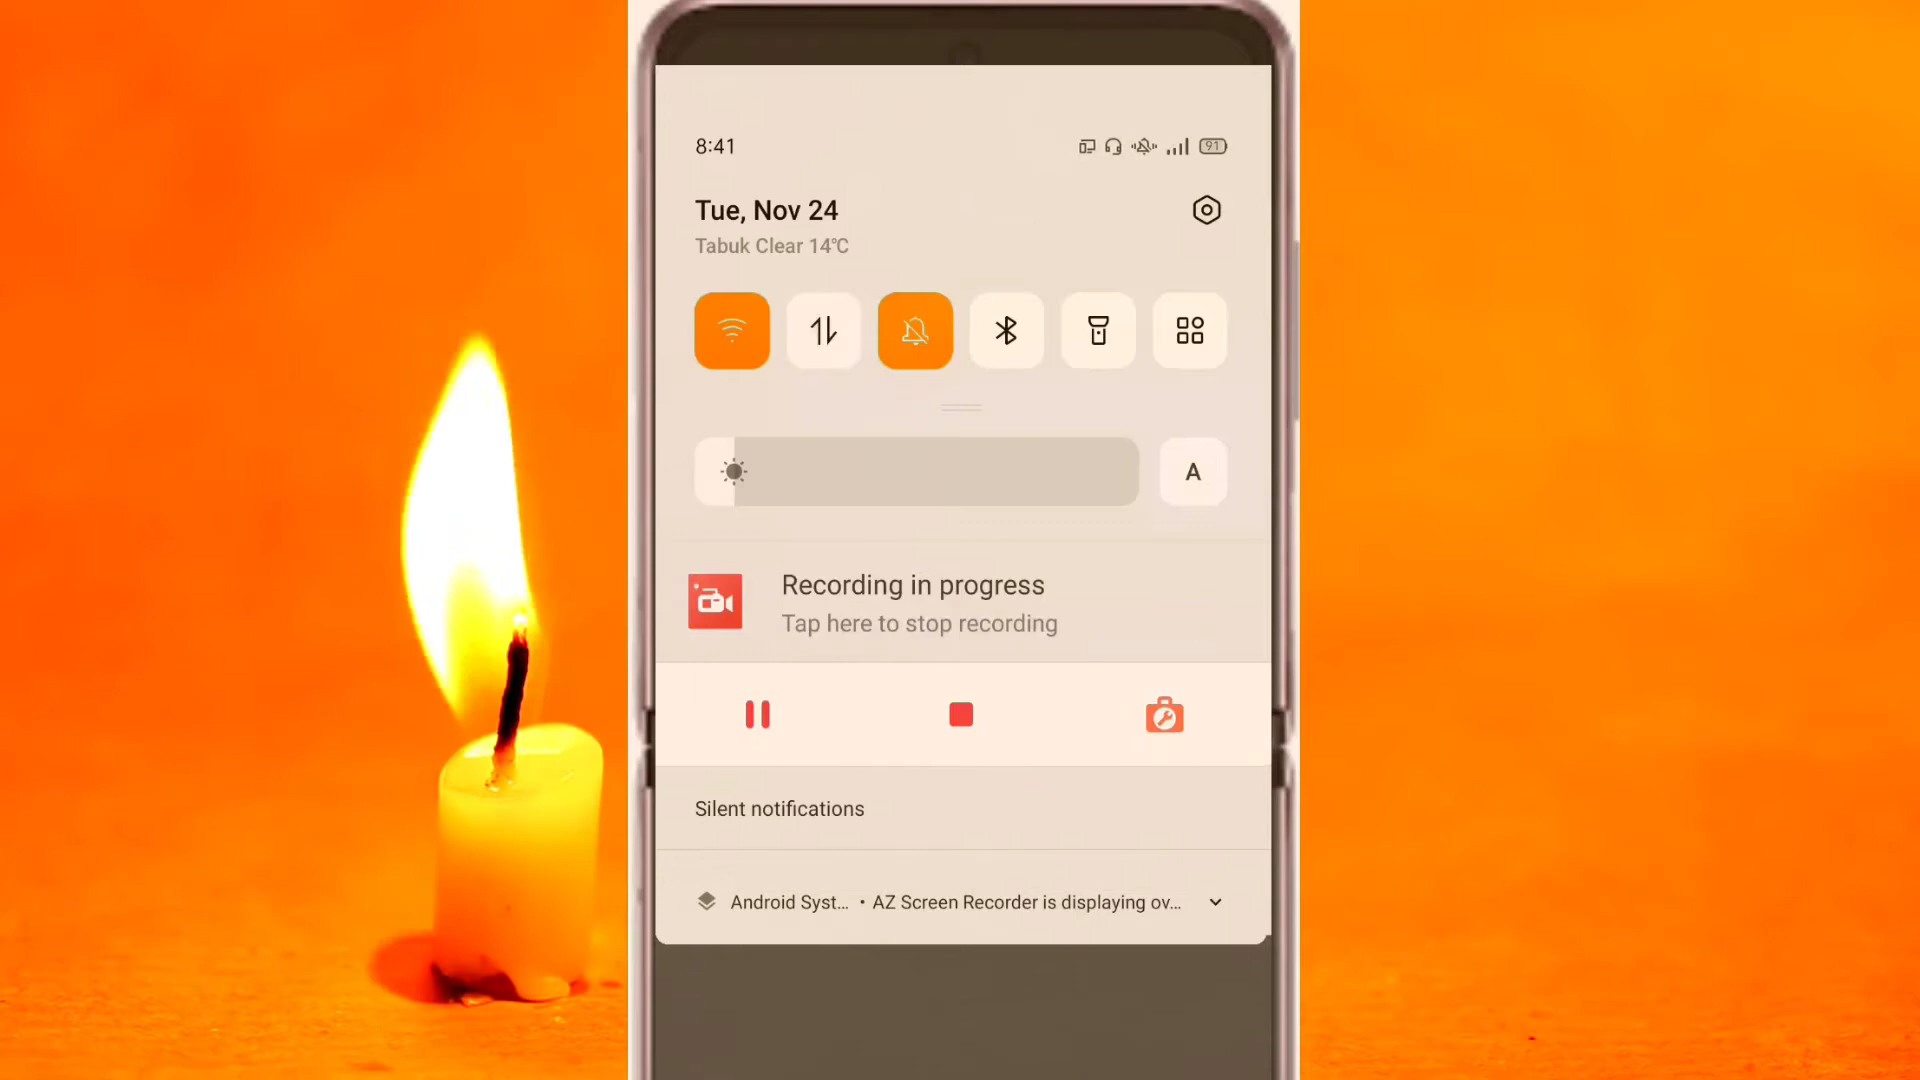 8:41
91
Tue, Nov 24
Tabuk Clear 14℃
A
Recording in progress
Tap here to stop recording
Silent notifications
Android Syst... • AZ Screen Recorder is displaying ov...